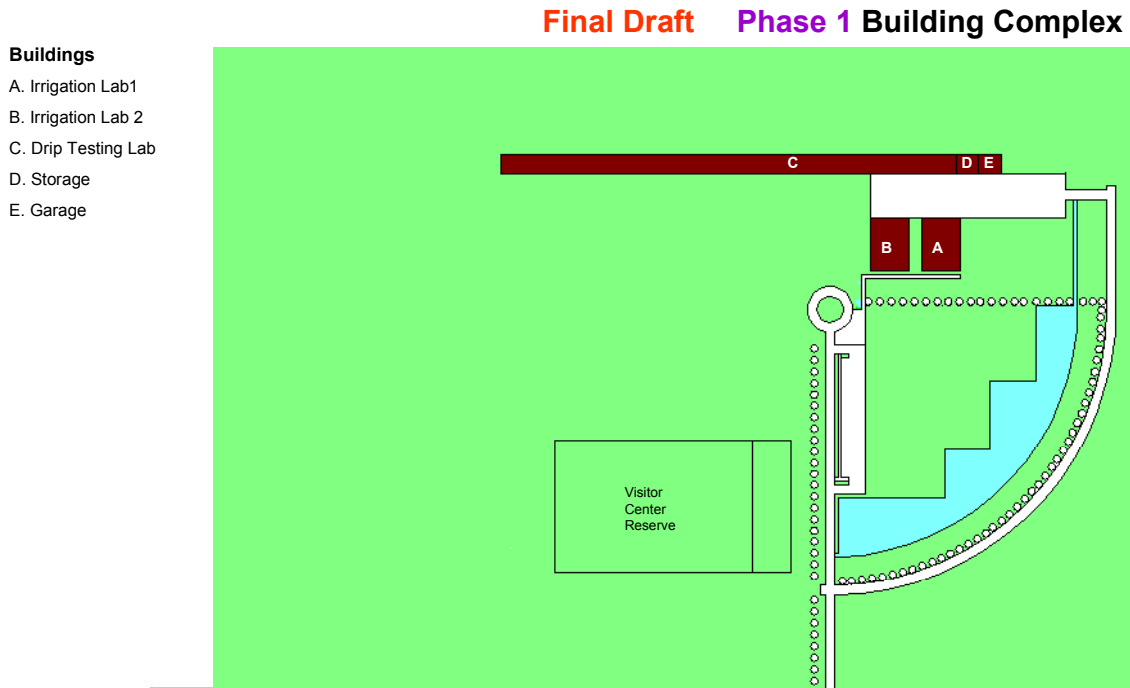 Final Draft Phase 1 Building Complex
Buildings
A. Irrigation Lab1
B. Irrigation Lab 2
C. Drip Testing Lab
D. Storage
E. Garage
C D E
B A
Visitor
Center
Reserve